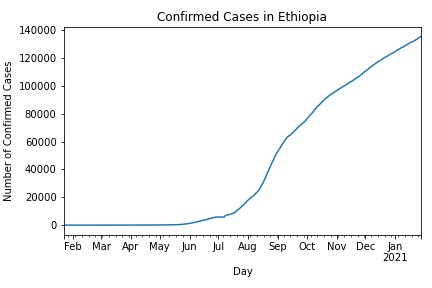 Confirmed Cases in Ethiopia
140000
120000
100000
80000
60000
40000
20000
0
Number of Confirmed Cases
Feb Mar Apr May Jun Jul Aug Sep Oct Nov Dec Jan
2021
Day